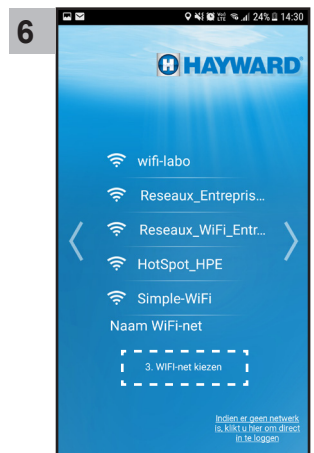 6
24% 14:30
HAYWARD
wifi-labo
Reseaux_Entrepris...
Reseaux_WiFi_Entr...
HotSpot_HPE
Simple-WiFi
Naam WiFi-net
3. WIFI-net kiezen
Indien er geen netwerk
is, klikt u hier om direct
in te loggen